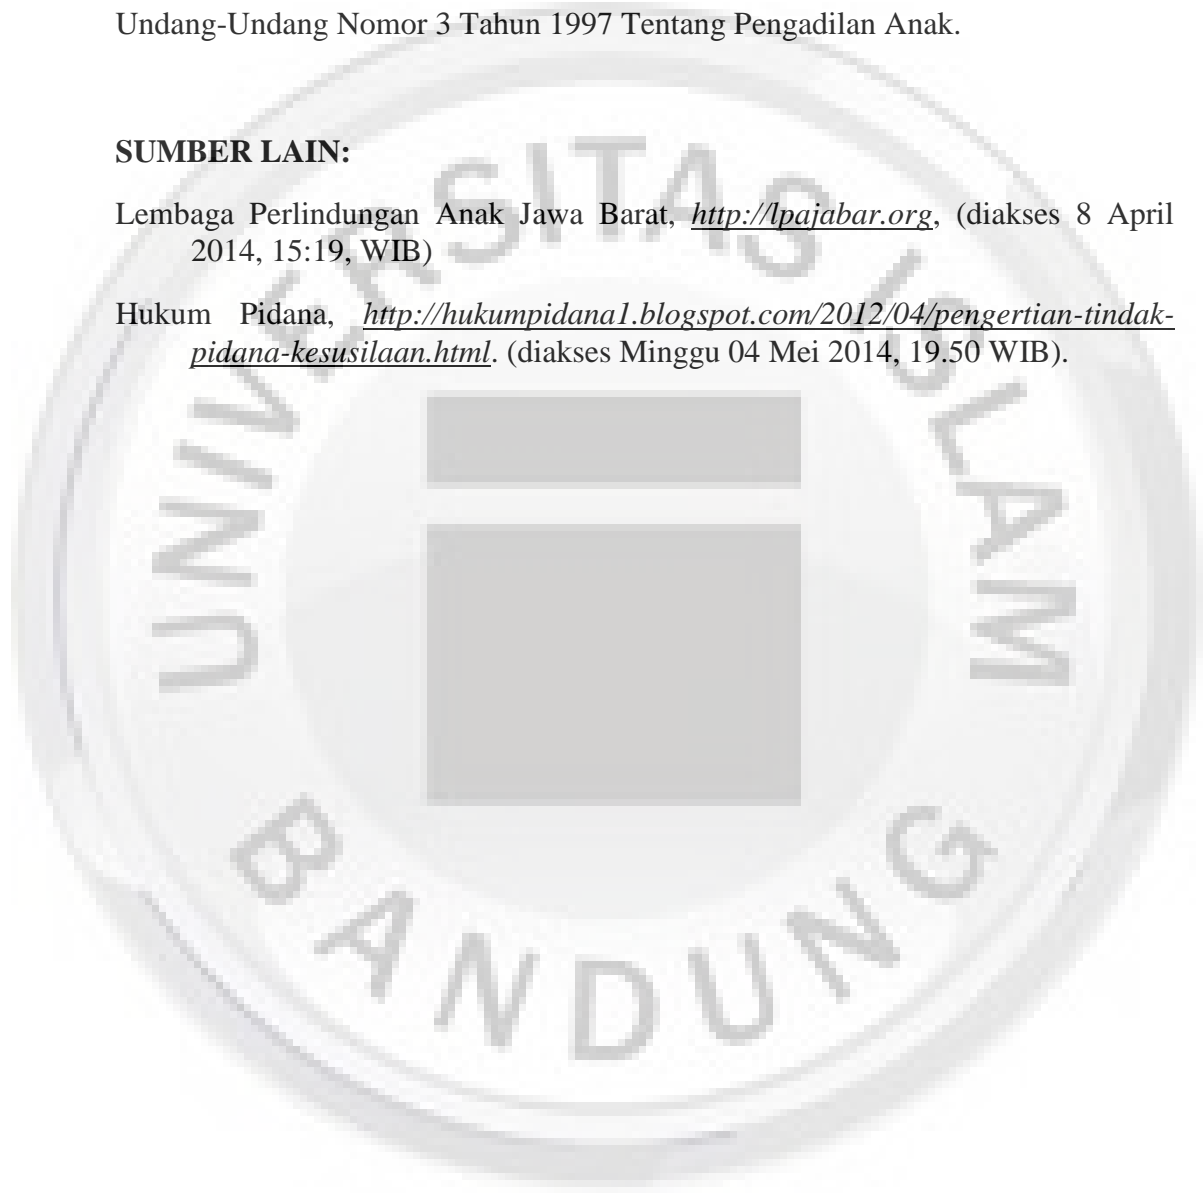 Undang-Undang Nomor 3 Tahun 1997 Tentang Pengadilan Anak.
SUMBER LAIN:
Lembaga Perlindungan Anak Jawa Barat, http://lpajabar.org, (diakses 8 April
2014, 15:19, WIB)
Hukum Pidana, http://hukumpidana1.blogspot.com/2012/04/pengertian-tindak-
pidana-kesusilaan.html. (diakses Minggu 04 Mei 2014, 19.50 WIB).
UNIVERSITAS ISLAM
BANDUNG